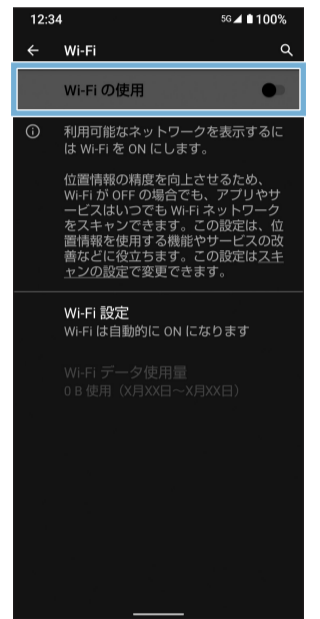 12:34 5G 100%
Wi-Fi
Wi-Fi の使用
利用可能なネットワークを表示するに
は Wi-Fi を ON にします。
位置情報の精度を向上させるため、
Wi-Fi が OFF の場合でも、アプリやサ
ービスはいつでも Wi-Fi ネットワーク
をスキャンできます。この設定は、位
置情報を使用する機能やサービスの改
善などに役立ちます。この設定はスキ
ャンの設定で変更できます。
Wi-Fi 設定
Wi-Fi は自動的に ON になります
Wi-Fi データ使用量
0 B 使用（X月XX日～X月XX日）